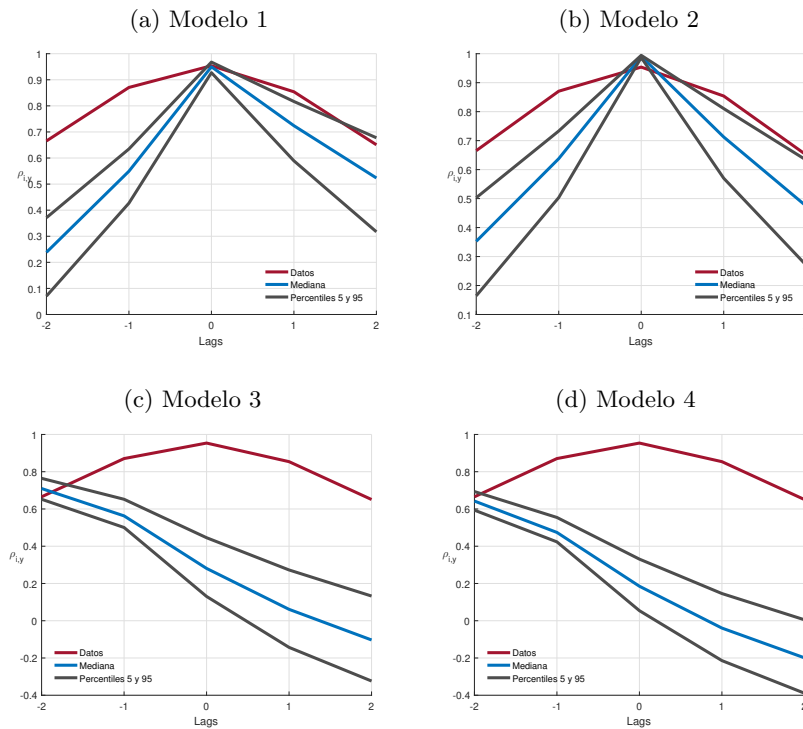 (a) Modelo 1
1
0.9
0.8
0.7
0.6
0.5
0.4
0.3
0.2
0.1
0
ρi,y
-2 -1 0 1 2
Lags
Datos
Mediana
Percentiles 5 y 95
(b) Modelo 2
1
0.9
0.8
0.7
0.6
0.5
0.4
0.3
0.2
0.1
ρi,y
-2 -1 0 1 2
Lags
Datos
Mediana
Percentiles 5 y 95
(c) Modelo 3
1
0.8
0.6
0.4
0.2
0
-0.2
-0.4
ρi,y
-2 -1 0 1 2
Lags
Datos
Mediana
Percentiles 5 y 95
(d) Modelo 4
1
0.8
0.6
0.4
0.2
0
-0.2
-0.4
ρi,y
-2 -1 0 1 2
Lags
Datos
Mediana
Percentiles 5 y 95